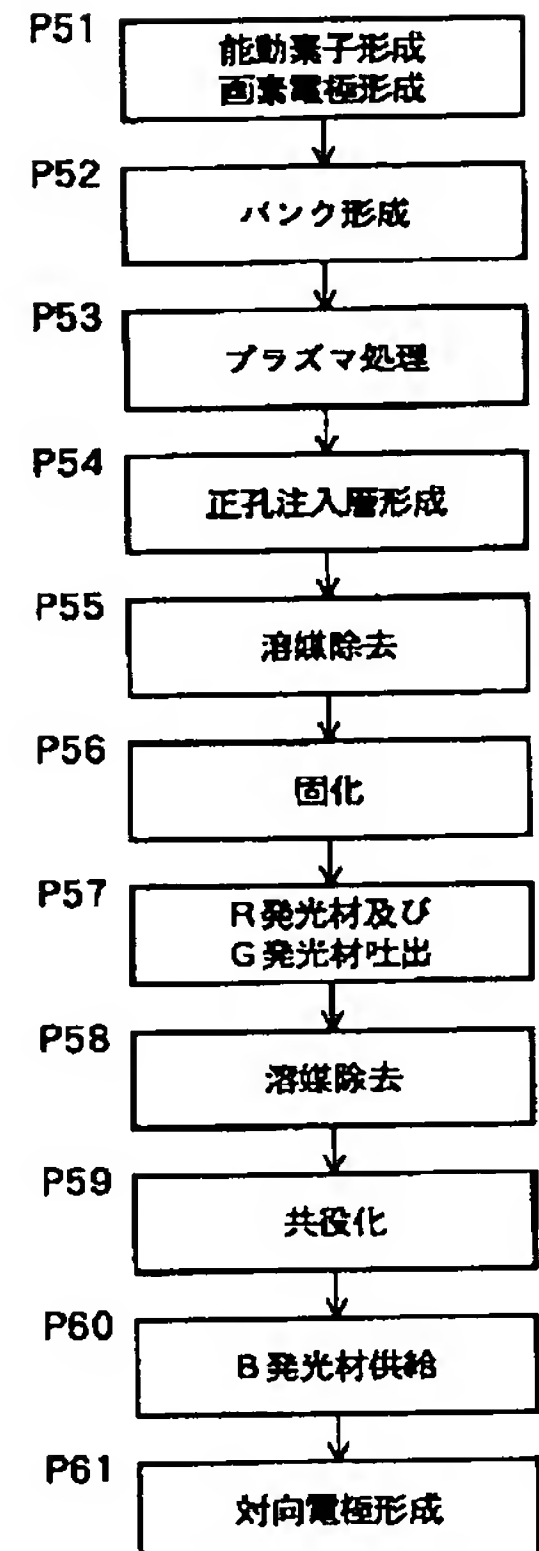 P51
能動素子形成
画素電極形成
P52
バンク形成
P53
プラズマ処理
P54
正孔注入層形成
P55
溶媒除去
P56
固化
P57
R発光材及び
G発光材吐出
P58
溶媒除去
P59
共役化
P60
B発光材供給
P61
対向電極形成